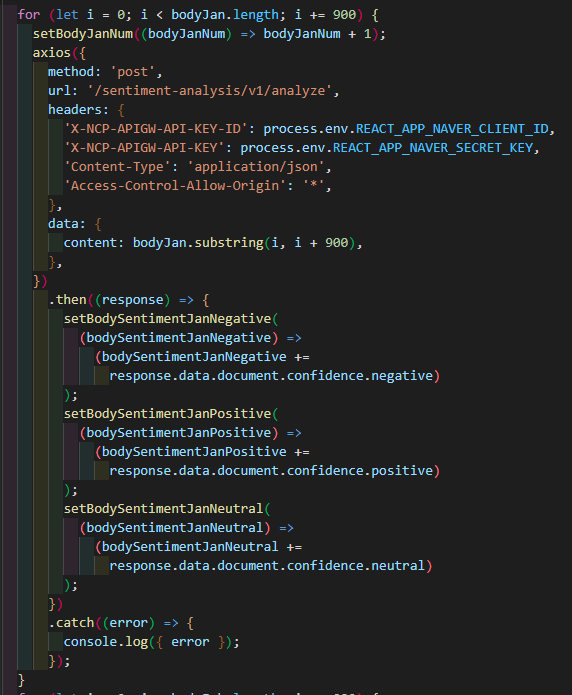 for (let i = 0; i < bodyJan.length; i += 900) {
  setBodyJanNum((bodyJanNum) => bodyJanNum + 1);
  axios({
    method: 'post',
    url: '/sentiment-analysis/v1/analyze',
    headers: {
      'X-NCP-APIGW-API-KEY-ID': process.env.REACT_APP_NAVER_CLIENT_ID,
      'X-NCP-APIGW-API-KEY': process.env.REACT_APP_NAVER_SECRET_KEY,
      'Content-Type': 'application/json',
      'Access-Control-Allow-Origin': '*',
    },
    data: {
      content: bodyJan.substring(i, i + 900),
    },
  })
    .then((response) => {
      setBodySentimentJanNegative(
        (bodySentimentJanNegative) =>
          (bodySentimentJanNegative +=
            response.data.document.confidence.negative)
      );
      setBodySentimentJanPositive(
        (bodySentimentJanPositive) =>
          (bodySentimentJanPositive +=
            response.data.document.confidence.positive)
      );
      setBodySentimentJanNeutral(
        (bodySentimentJanNeutral) =>
          (bodySentimentJanNeutral +=
            response.data.document.confidence.neutral)
      );
    })
    .catch((error) => {
      console.log({ error });
    });
}